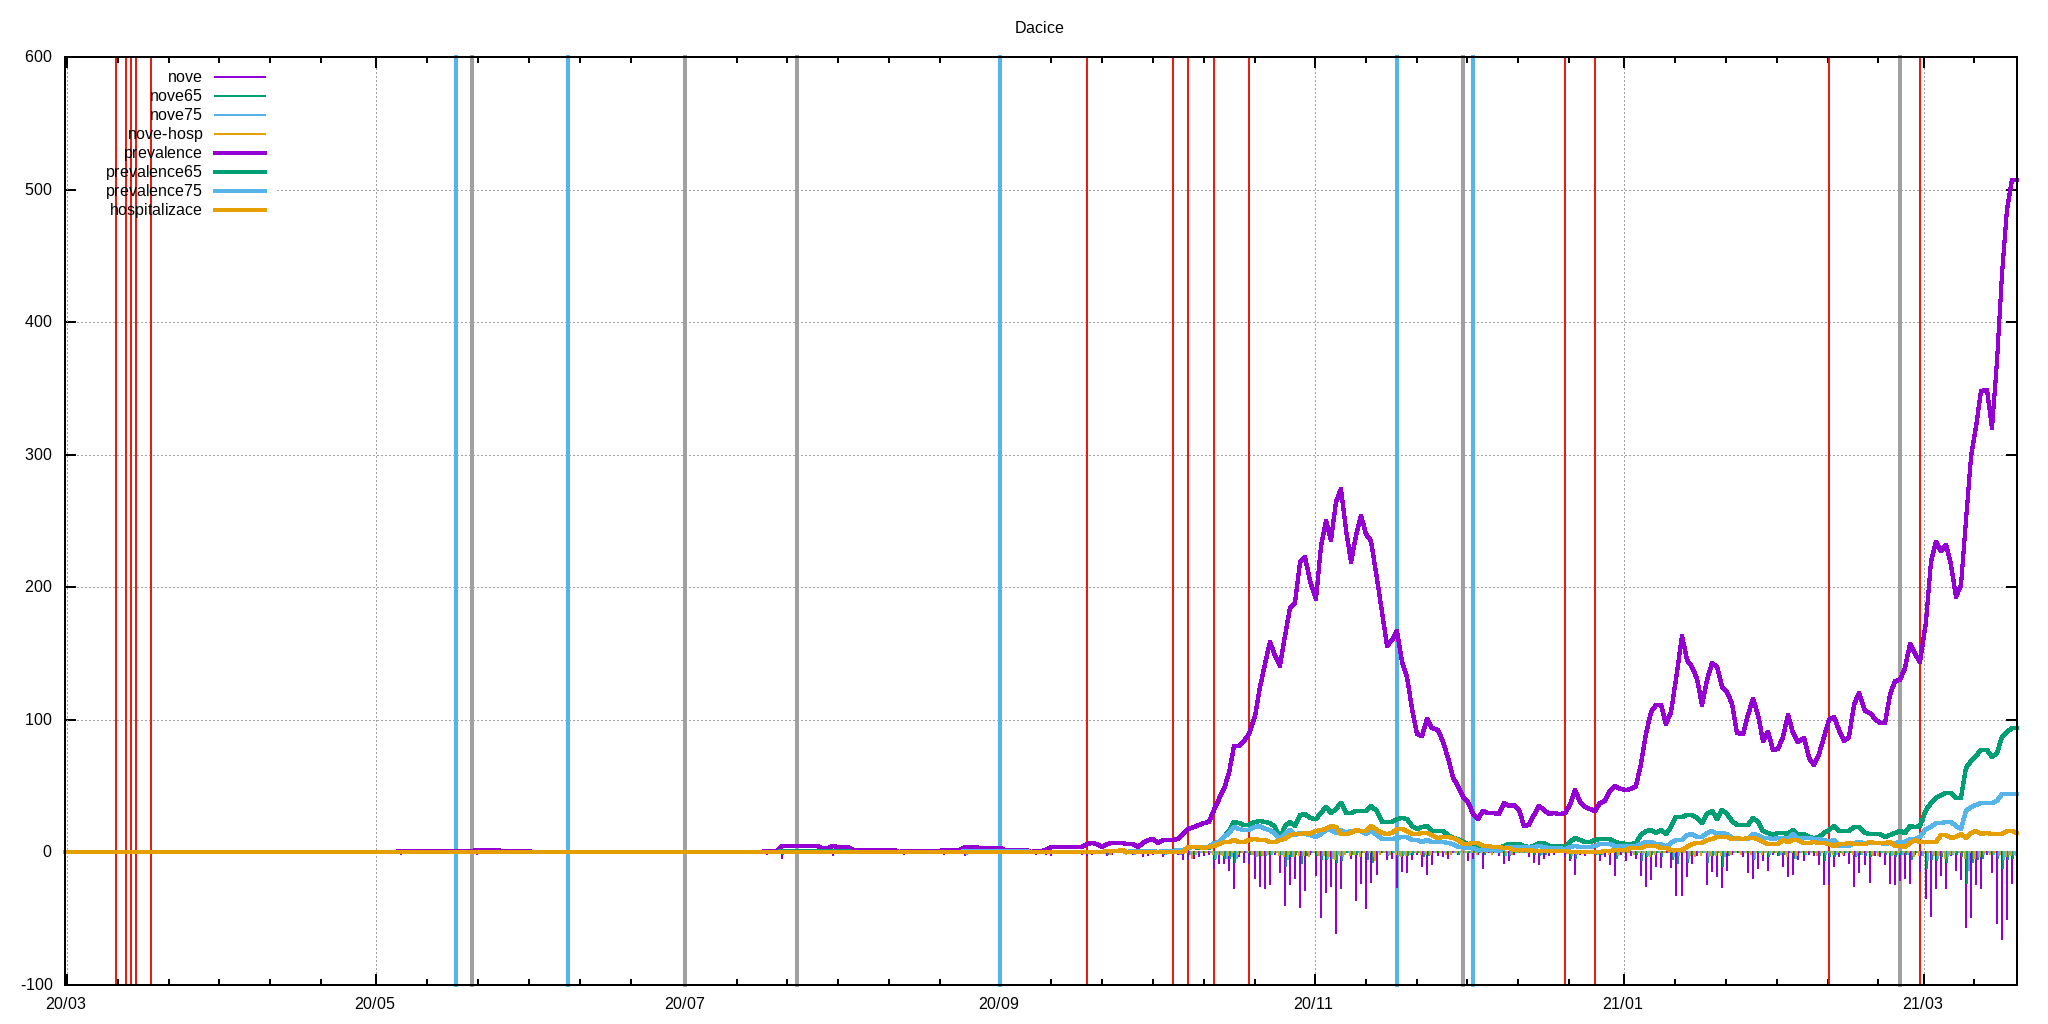 Dacice
600
500
400
300
200
100
0
-100
nove
nove65
nove75
nove-hosp
prevalence
prevalence65
prevalence75
hospitalizace
20/03 20/05 20/07 20/09 20/11 21/01 21/03